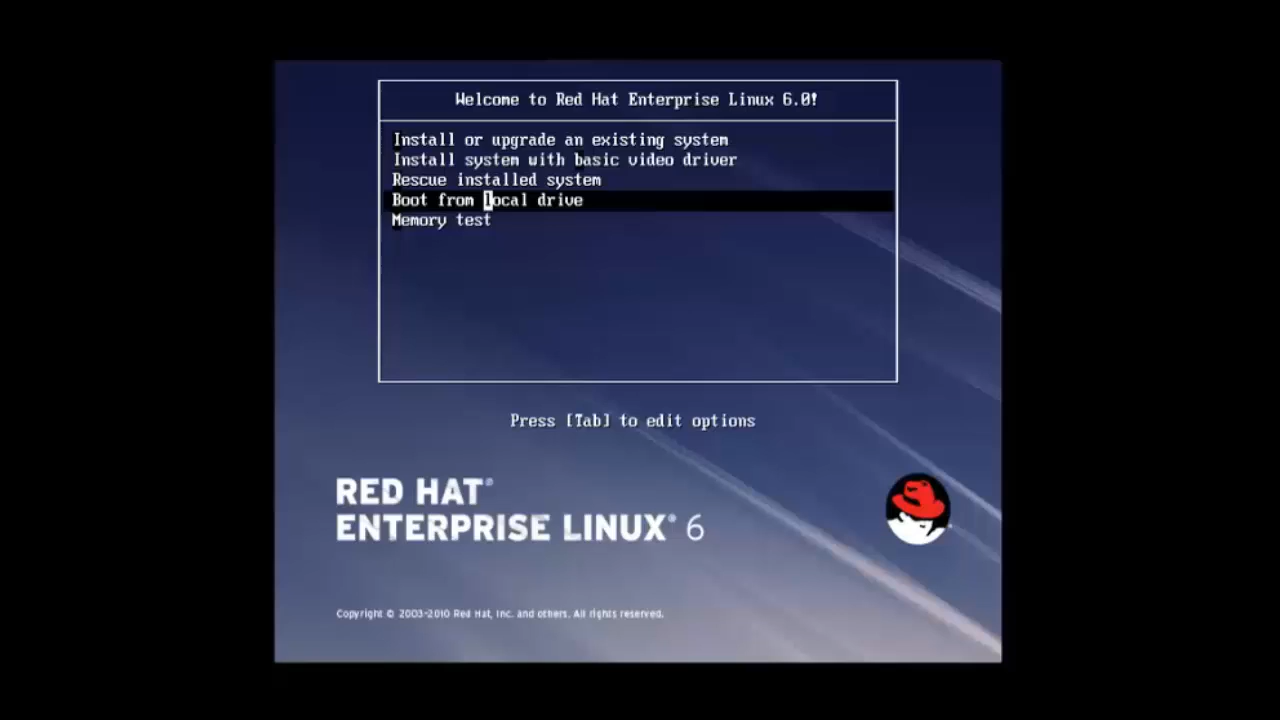 Welcome to Red Hat Enterprise Linux 6.0!
Install or upgrade an existing system
Install system with basic video driver
Rescue installed system
Boot from local drive
Memory test
Press [Tab] to edit options
RED HAT®
ENTERPRISE LINUX® 6
Copyright © 2003-2010 Red Hat, Inc. and others. All rights reserved.